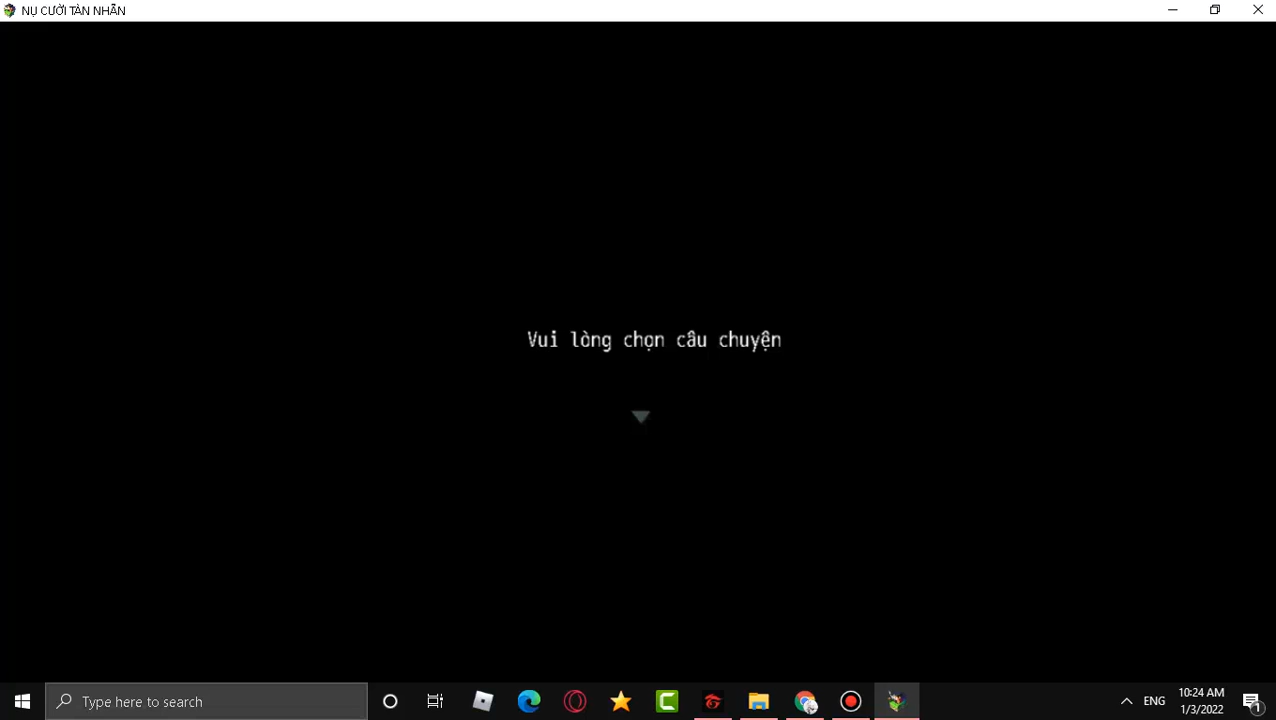 NỤ CƯỜI TÀN NHẪN
Vui lòng chọn câu chuyện
Type here to search
ENG
10:24 AM
1/3/2022
1